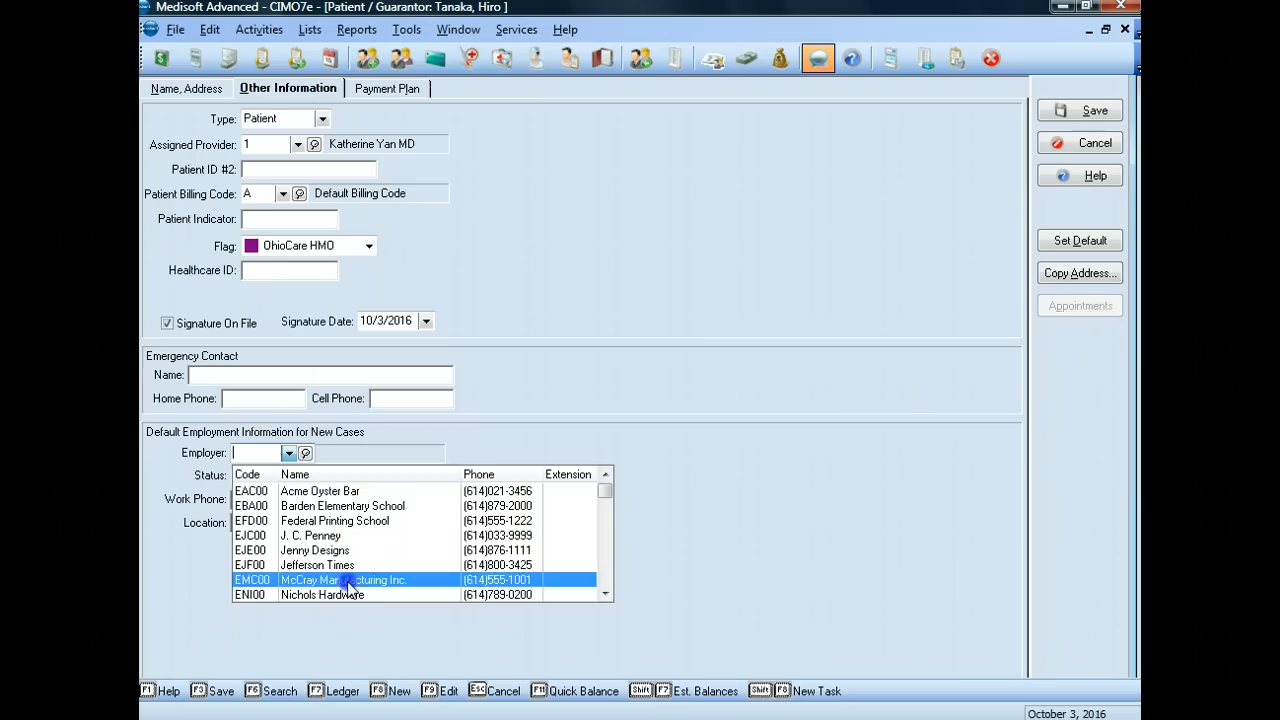 Medisoft Advanced - CIMO7e - [Patient / Guarantor: Tanaka, Hiro ]
File Edit Activities Lists Reports Tools Window Services Help
Name, Address Other Information Payment Plan
Type: Patient
Assigned Provider: 1 Katherine Yan MD
Patient ID #2:
Patient Billing Code: A Default Billing Code
Patient Indicator:
Flag: OhioCare HMO
Healthcare ID:
Signature On File Signature Date: 10/3/2016
Save
Cancel
Help
Set Default
Copy Address...
Appointments
Emergency Contact
Name:
Home Phone: Cell Phone:
Default Employment Information for New Cases
Employer:
Status:
Work Phone:
Location:
Code Name Phone Extension
EAC00 Acme Oyster Bar (614)021-3456
EBA00 Barden Elementary School (614)879-2000
EFD00 Federal Printing School (614)555-1222
EJC00 J. C. Penney (614)033-9999
EJE00 Jenny Designs (614)876-1111
EJF00 Jefferson Times (614)800-3425
EMC00 McCray Manufacturing Inc. (614)555-1001
ENI00 Nichols Hardware (614)789-0200
F1 Help F3 Save F6 Search F7 Ledger F8 New F9 Edit Esc Cancel F11 Quick Balance Shift F7 Est. Balances Shift F8 New Task
October 3, 2016